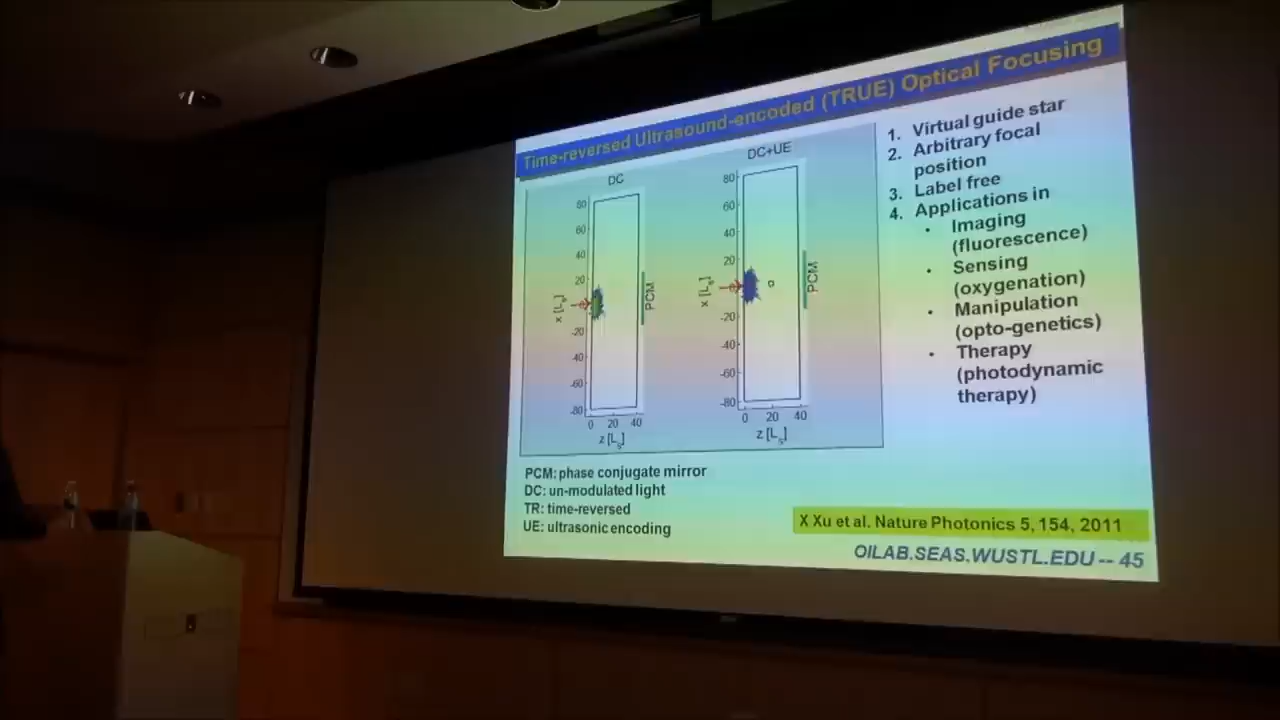 Time-reversed Ultrasound-encoded (TRUE) Optical Focusing
DC
80
60
40
20
-20
-40
-60
-80
x [Ls]
0 20 40
z [Ls]
PCM
DC+UE
80
60
40
20
-20
-40
-60
-80
x [Ls]
0 20 40
z [Ls]
PCM
1. Virtual guide star
2. Arbitrary focal
position
3. Label free
4. Applications in
• Imaging
(fluorescence)
• Sensing
(oxygenation)
• Manipulation
(opto-genetics)
• Therapy
(photodynamic
therapy)
PCM: phase conjugate mirror
DC: un-modulated light
TR: time-reversed
UE: ultrasonic encoding
X Xu et al. Nature Photonics 5, 154, 2011
OILAB.SEAS.WUSTL.EDU -- 45